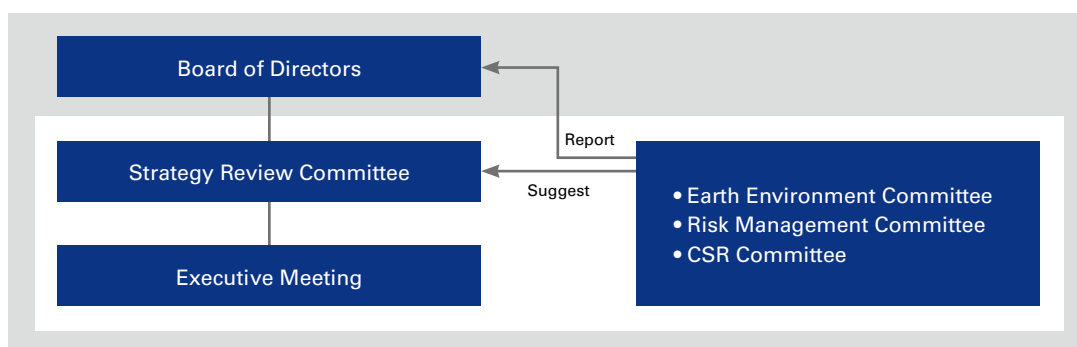 Board of Directors
Report
Strategy Review Committee
Suggest
• Earth Environment Committee
• Risk Management Committee
• CSR Committee
Executive Meeting